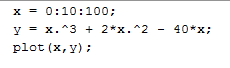 x = 0:10:100;
y = x.^3 + 2*x.^2 - 40*x;
plot(x,y);